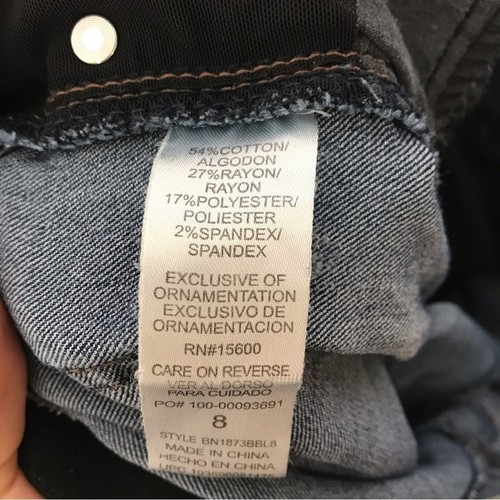 54%COTTON/
ALGODON
27%RAYON/
RAYON
17%POLYESTER/
POLIESTER
2%SPANDEX/
SPANDEX
EXCLUSIVE OF
ORNAMENTATION
EXCLUSIVO DE
ORNAMENTACION
RN#15600
CARE ON REVERSE
VER AL DORSO
PARA CUIDADO
PO# 100-00093691
8
STYLE BN1873BBL8
MADE IN CHINA
HECHO EN CHINA
UPC